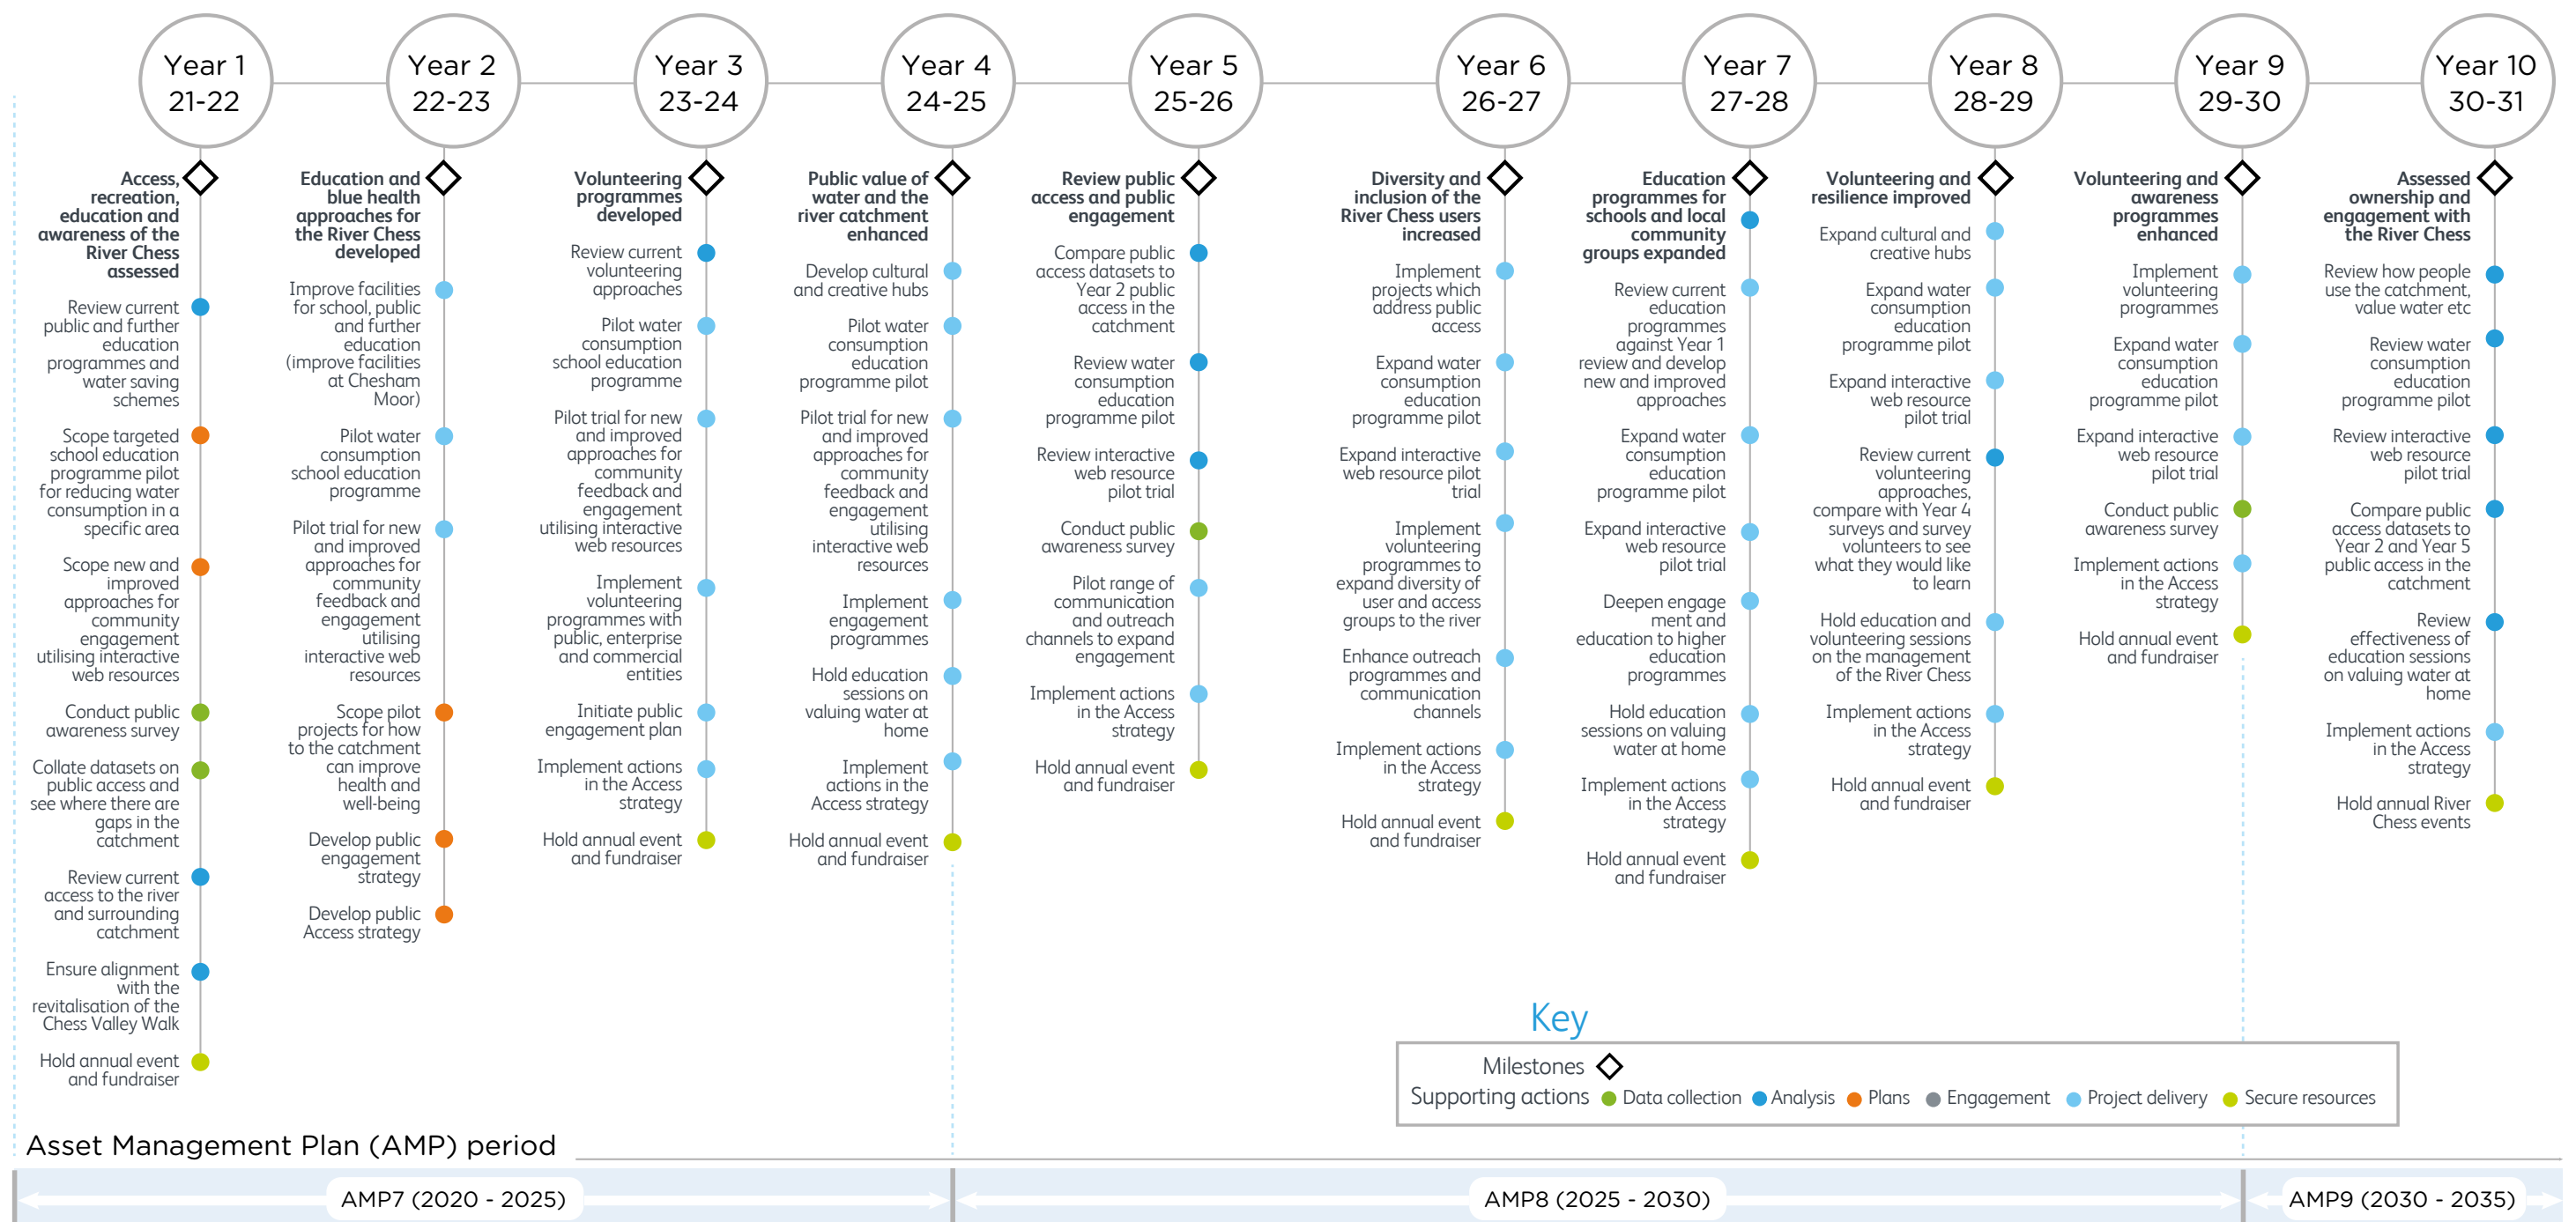 Year 1
21-22
Year 2
22-23
Year 3
23-24
Year 4
24-25
Year 5
25-26
Year 6
26-27
Year 7
27-28
Year 8
28-29
Year 9
29-30
Year 10
30-31
Access,
recreation,
education and
awareness of the
River Chess
assessed
Review current
public and further
education
programmes and
water saving
schemes
Scope targeted
school education
programme pilot
for reducing water
consumption in a
specific area
Scope new and
improved
approaches for
community
engagement
utilising interactive
web resources
Conduct public
awareness survey
Collate datasets on
public access and
see where there are
gaps in the
catchment
Review current
access to the river
and surrounding
catchment
Ensure alignment
with the
revitalisation of the
Chess Valley Walk
Hold annual event
and fundraiser
Education and
blue health
approaches for
the River Chess
developed
Improve facilities
for school, public
and further
education
(improve facilities
at Chesham
Moor)
Pilot water
consumption
school education
programme
Pilot trial for new
and improved
approaches for
community
feedback and
engagement
utilising
interactive web
resources
Scope pilot
projects for how
to the catchment
can improve
health and
well-being
Develop public
engagement
strategy
Develop public
Access strategy
Volunteering
programmes
developed
Review current
volunteering
approaches
Pilot water
consumption
school education
programme
Pilot trial for new
and improved
approaches for
community
feedback and
engagement
utilising interactive
web resources
Implement
volunteering
programmes with
public, enterprise
and commercial
entities
Initiate public
engagement plan
Implement actions
in the Access
strategy
Hold annual event
and fundraiser
Public value of
water and the
river catchment
enhanced
Develop cultural
and creative hubs
Pilot water
consumption
education
programme pilot
Pilot trial for new
and improved
approaches for
community
feedback and
engagement
utilising
interactive web
resources
Implement
engagement
programmes
Hold education
sessions on
valuing water at
home
Implement
actions in the
Access strategy
Hold annual event
and fundraiser
Review public
access and public
engagement
Compare public
access datasets to
Year 2 public
access in the
catchment
Review water
consumption
education
programme pilot
Review interactive
web resource
pilot trial
Conduct public
awareness survey
Pilot range of
communication
and outreach
channels to expand
engagement
Implement actions
in the Access
strategy
Hold annual event
and fundraiser
Diversity and
inclusion of the
River Chess users
increased
Implement
projects which
address public
access
Expand water
consumption
education
programme pilot
Expand interactive
web resource pilot
trial
Implement
volunteering
programmes to
expand diversity of
user and access
groups to the river
Enhance outreach
programmes and
communication
channels
Implement actions
in the Access
strategy
Hold annual event
and fundraiser
Education
programmes for
schools and local
community
groups expanded
Review current
education
programmes
against Year 1
review and develop
new and improved
approaches
Expand water
consumption
education
programme pilot
Expand interactive
web resource
pilot trial
Deepen engage
ment and
education to higher
education
programmes
Hold education
sessions on valuing
water at home
Implement actions
in the Access
strategy
Hold annual event
and fundraiser
Volunteering and
resilience improved
Expand cultural and
creative hubs
Expand water
consumption
education
programme pilot
Expand interactive
web resource
pilot trial
Review current
volunteering
approaches,
compare with Year 4
surveys and survey
volunteers to see
what they would like
to learn
Hold education and
volunteering sessions
on the management
of the River Chess
Implement actions
in the Access
strategy
Hold annual event
and fundraiser
Volunteering and
awareness
programmes
enhanced
Implement
volunteering
programmes
Expand water
consumption
education
programme pilot
Expand interactive
web resource
pilot trial
Conduct public
awareness survey
Implement actions
in the Access
strategy
Hold annual event
and fundraiser
Assessed
ownership and
engagement with
the River Chess
Review how people
use the catchment,
value water etc
Review water
consumption
education
programme pilot
Review interactive
web resource
pilot trial
Compare public
access datasets to
Year 2 and Year 5
public access in the
catchment
Review
effectiveness of
education sessions
on valuing water at
home
Implement actions
in the Access
strategy
Hold annual River
Chess events
Key
Milestones
Supporting actions Data collection Analysis Plans Engagement Project delivery Secure resources
Asset Management Plan (AMP) period
AMP7 (2020 - 2025)
AMP8 (2025 - 2030)
AMP9 (2030 - 2035)